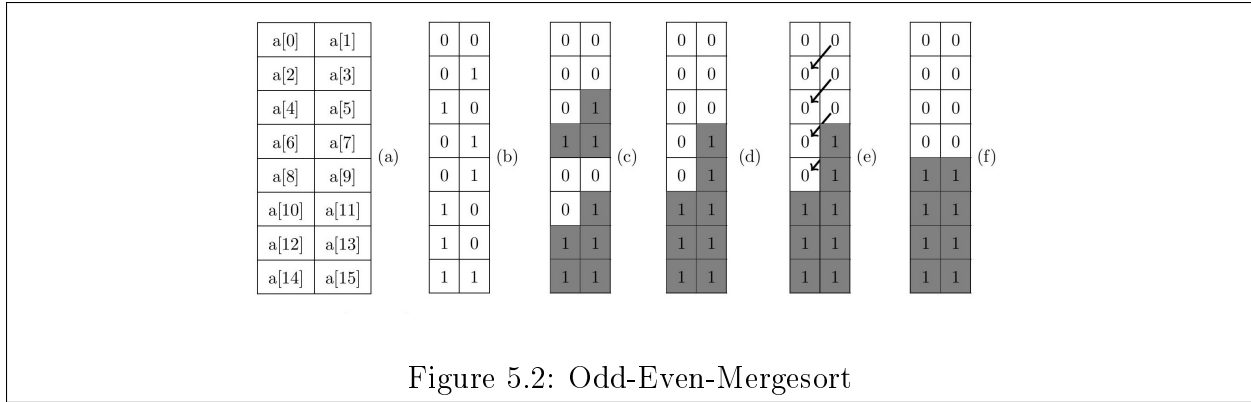 a[0] a[1] 0 0 0 0 0 0 0 0 0 0
a[2] a[3] 0 1 0 0 0 0 0 0 0 0
a[4] a[5] 1 0 0 1 0 0 0 0 0 0
a[6] a[7] 0 1 1 1 0 1 0 1 0 0
(a) (b) (c) (d) (e) (f)
a[8] a[9] 0 1 0 0 0 1 0 1 1 1
a[10] a[11] 1 0 0 1 1 1 1 1 1 1
a[12] a[13] 1 0 1 1 1 1 1 1 1 1
a[14] a[15] 1 1 1 1 1 1 1 1 1 1
Figure 5.2: Odd-Even-Mergesort